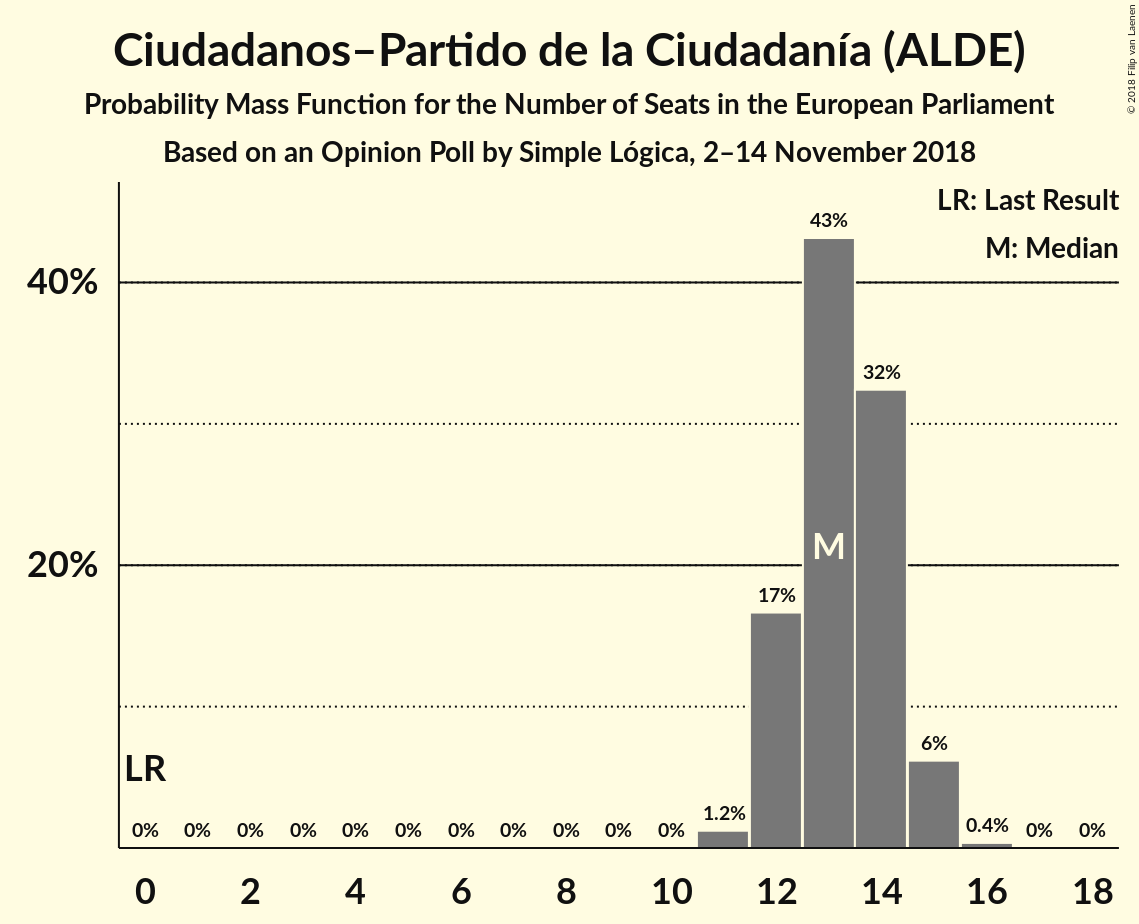 Ciudadanos–Partido de la Ciudadanía (ALDE)
Probability Mass Function for the Number of Seats in the European Parliament
Based on an Opinion Poll by Simple Lógica, 2–14 November 2018
© 2018 Filip van Laenen
LR: Last Result
M: Median
43%
40%
32%
M
20%
17%
6%
LR
1.2%
0.4%
0% 0% 0% 0% 0% 0% 0% 0% 0% 0% 0% 0% 0%
0 2 4 6 8 10 12 14 16 18